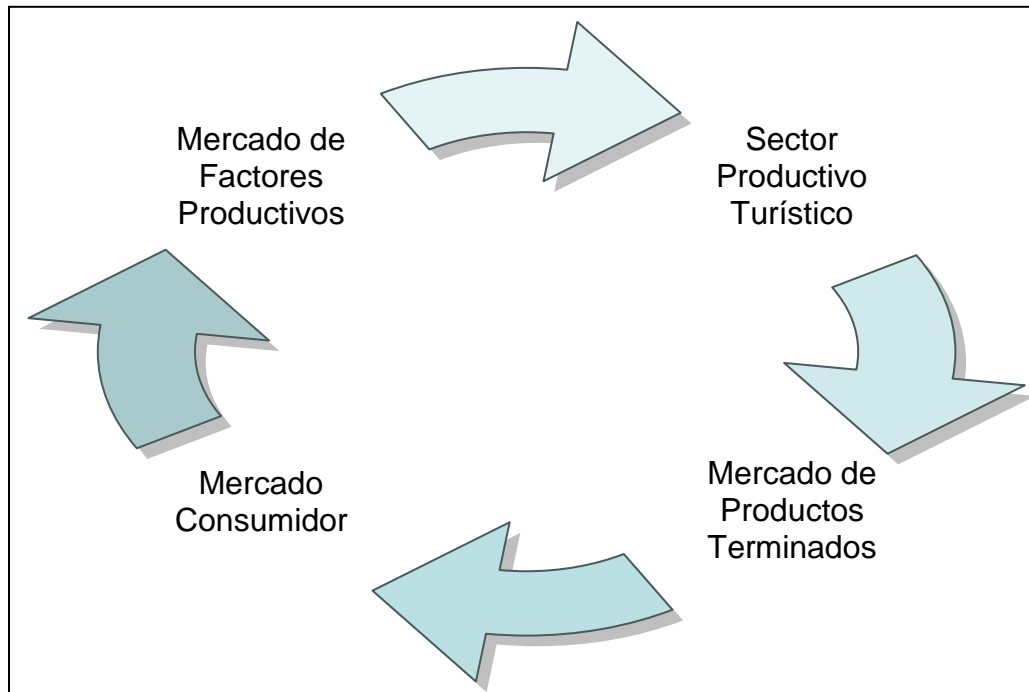 Mercado de
Factores
Productivos
Sector
Productivo
Turístico
Mercado
Consumidor
Mercado de
Productos
Terminados